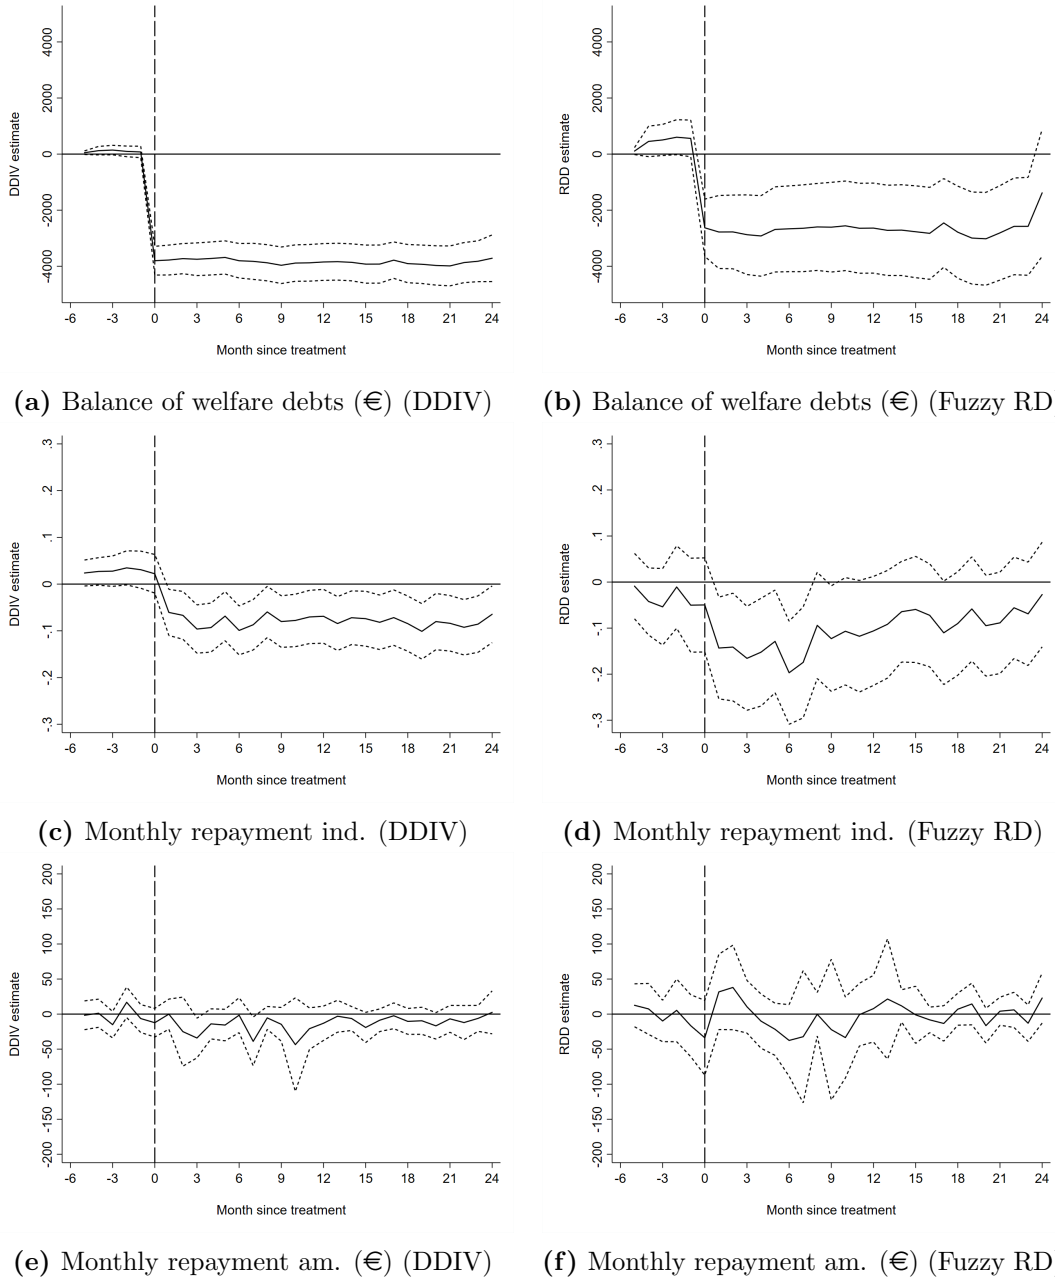 4000
2000
0
-2000
-4000
DDIV estimate
-6 -3 0 3 6 9 12 15 18 21 24
Month since treatment
(a) Balance of welfare debts (€) (DDIV)
4000
2000
0
-2000
-4000
RDD estimate
-6 -3 0 3 6 9 12 15 18 21 24
Month since treatment
(b) Balance of welfare debts (€) (Fuzzy RD
.3
.2
.1
0
-.1
-.2
-.3
DDIV estimate
-6 -3 0 3 6 9 12 15 18 21 24
Month since treatment
(c) Monthly repayment ind. (DDIV)
.3
.2
.1
0
-.1
-.2
-.3
RDD estimate
-6 -3 0 3 6 9 12 15 18 21 24
Month since treatment
(d) Monthly repayment ind. (Fuzzy RD)
200
150
100
50
0
-50
-100
-150
-200
DDIV estimate
-6 -3 0 3 6 9 12 15 18 21 24
Month since treatment
(e) Monthly repayment am. (€) (DDIV)
200
150
100
50
0
-50
-100
-150
-200
RDD estimate
-6 -3 0 3 6 9 12 15 18 21 24
Month since treatment
(f) Monthly repayment am. (€) (Fuzzy RD